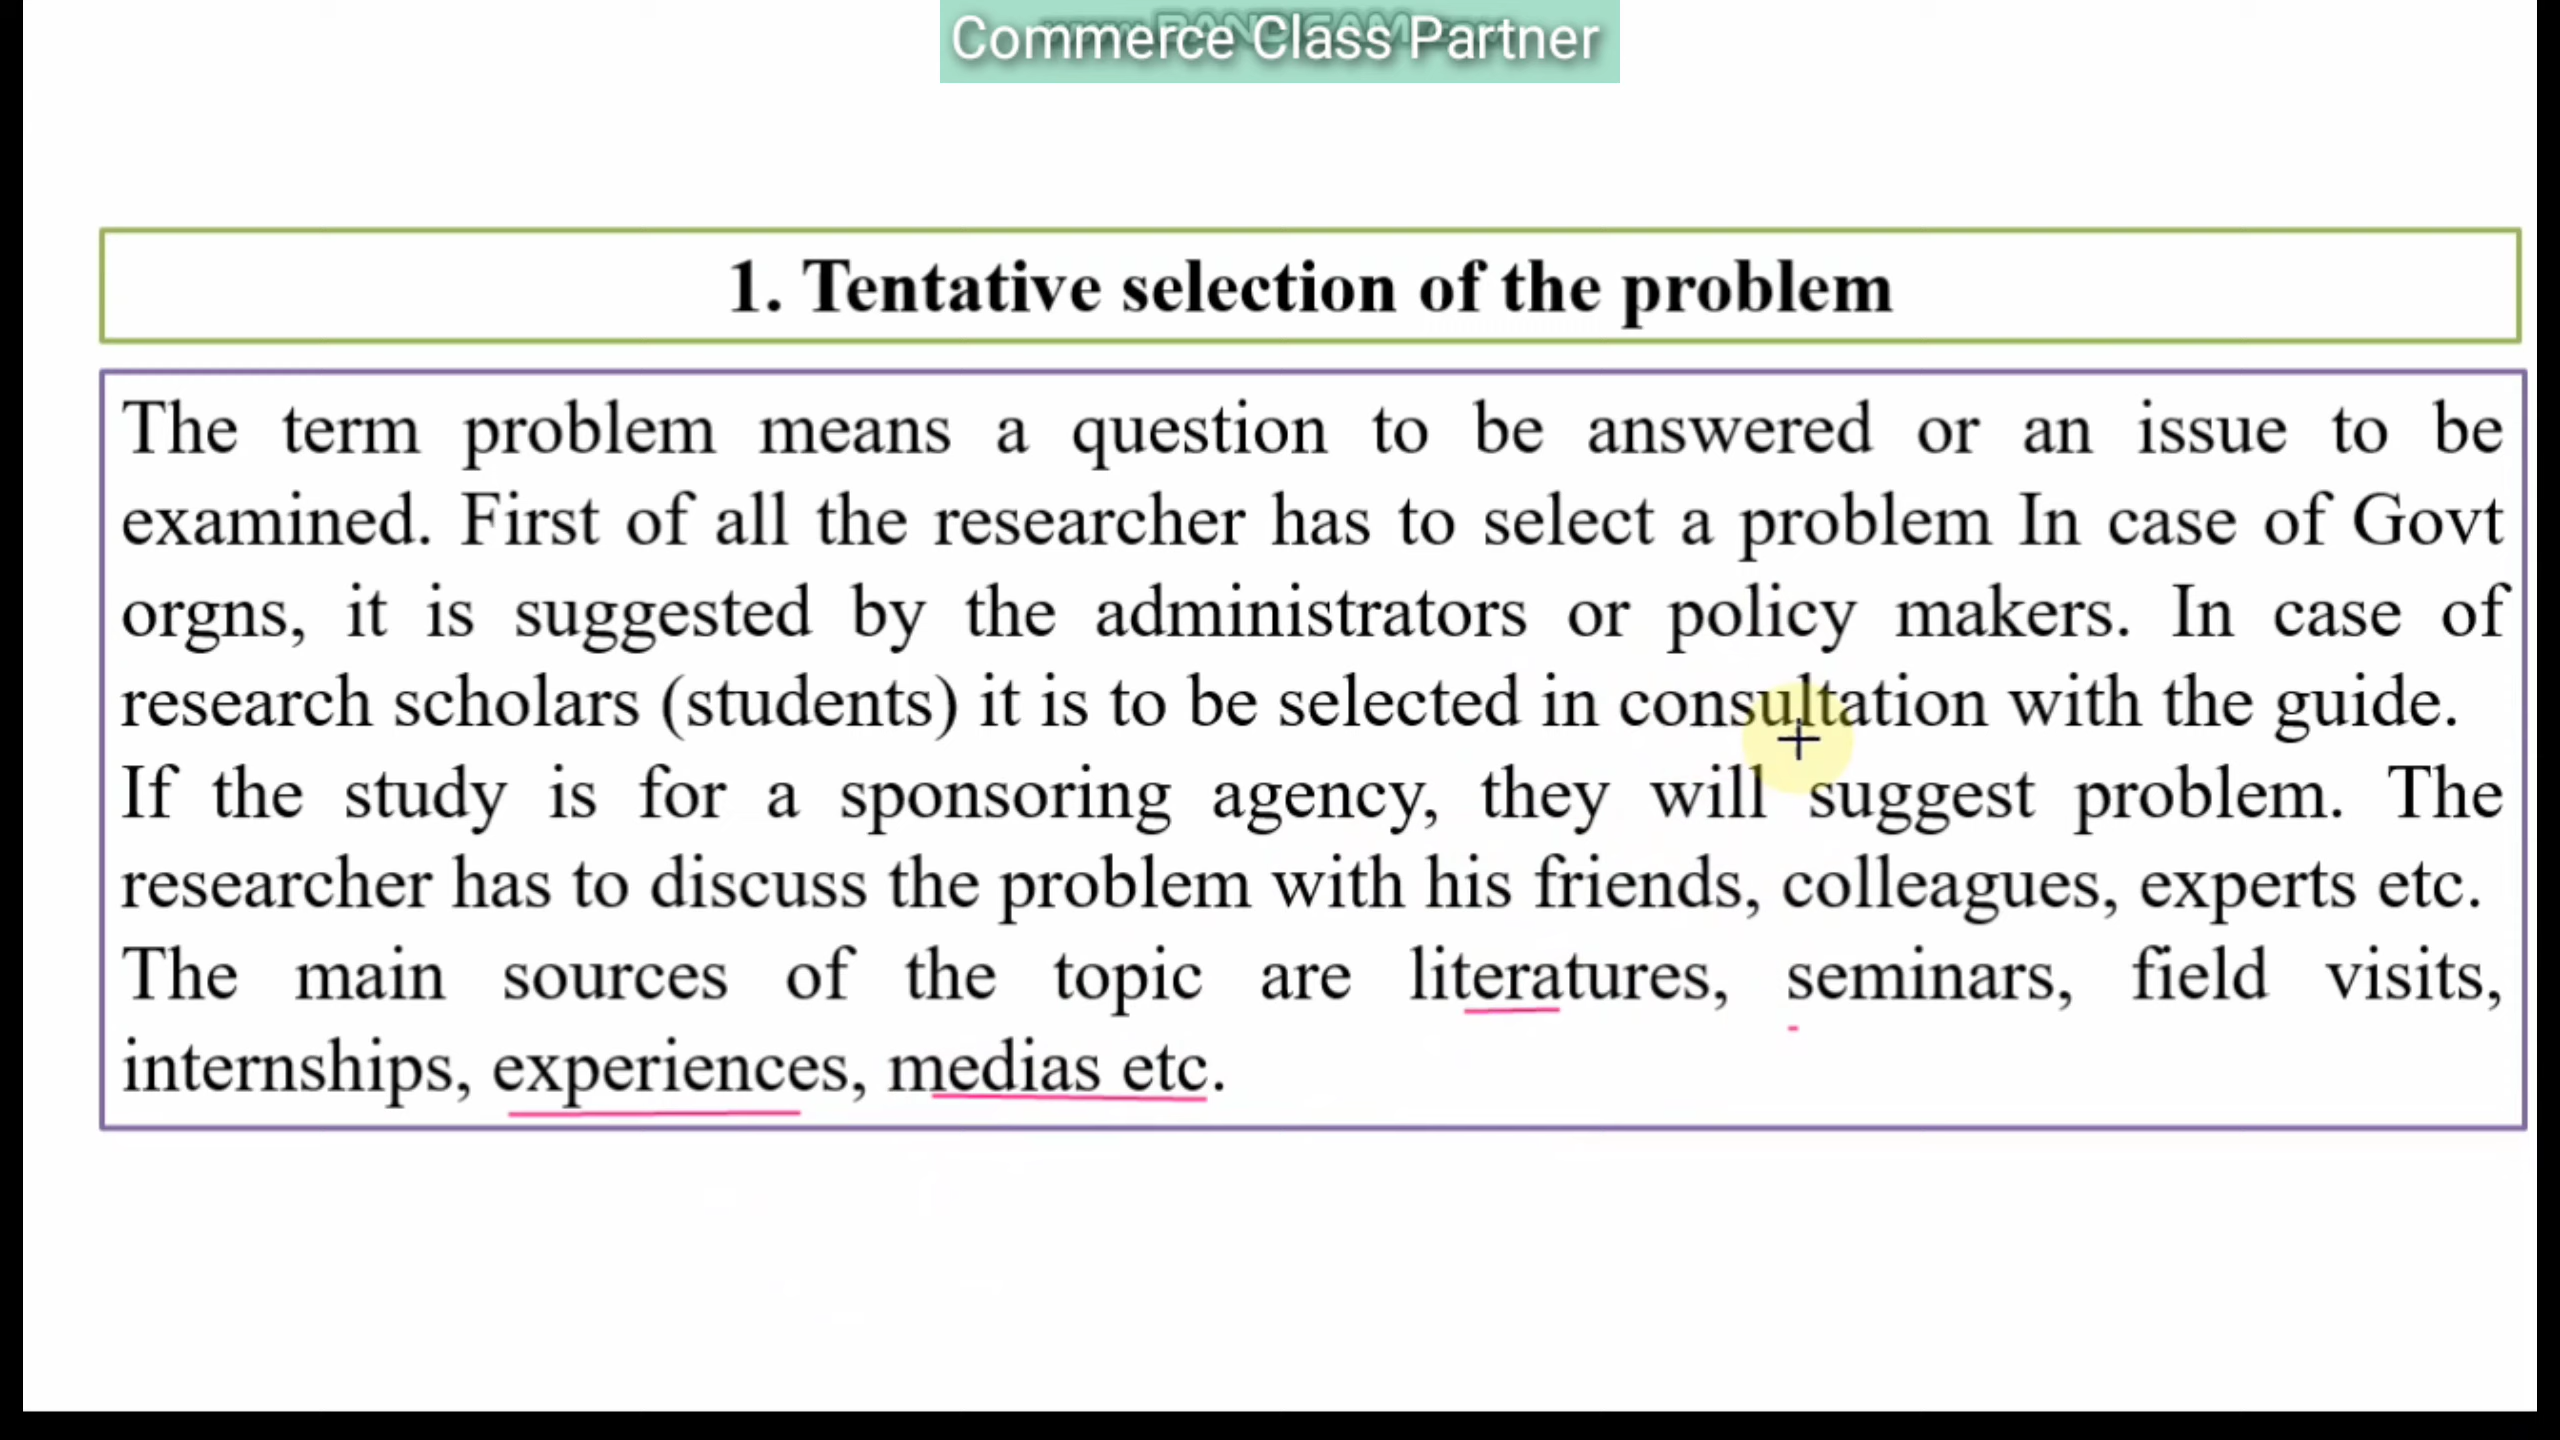 Commerce Class Partner
1. Tentative selection of the problem
The term problem means a question to be answered or an issue to be
examined. First of all the researcher has to select a problem In case of Govt
orgns, it is suggested by the administrators or policy makers. In case of
research scholars (students) it is to be selected in consultation with the guide.
If the study is for a sponsoring agency, they will suggest problem. The
researcher has to discuss the problem with his friends, colleagues, experts etc.
The main sources of the topic are literatures, seminars, field visits,
internships, experiences, medias etc.